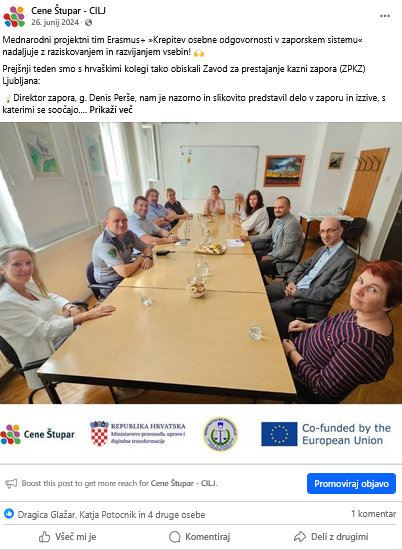 Cene Štupar - CILJ
26. junij 2024 ·
Mednarodni projektni tim Erasmus+ »Krepitev osebne odgovornosti v zaporskem sistemu«
nadaljuje z raziskovanjem in razvijanjem vsebin! 🙌
Prejšnji teden smo s hrvaškimi kolegi tako obiskali Zavod za prestajanje kazni zapora (ZPKZ)
Ljubljana:
💡Direktor zapora, g. Denis Perše, nam je nazorno in slikovito predstavil delo v zaporu in izzive, s
katerimi se soočajo.... Prikaži več
Cene Štupar
REPUBLIKA HRVATSKA
Ministarstvo pravosuđa, uprave i
digitalne transformacije
Co-funded by the
European Union
Boost this post to get more reach for Cene Štupar - CILJ.
Promoviraj objavo
Dragica Glažar, Katja Potocnik in 4 druge osebe
1 komentar
Všeč mi je
Komentiraj
Deli z drugimi